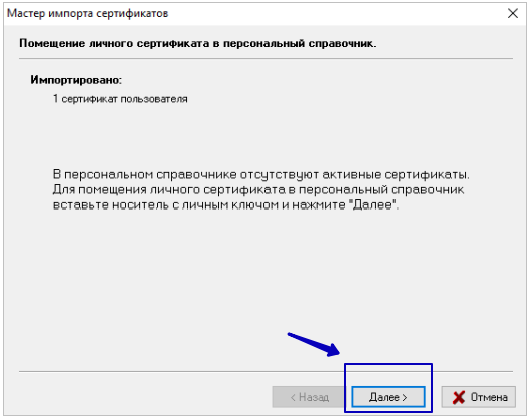 Мастер импорта сертификатов
Помещение личного сертификата в персональный справочник.
Импортировано:
1 сертификат пользователя
В персональном справочнике отсутствуют активные сертификаты.
Для помещения личного сертификата в персональный справочник
вставьте носитель с личным ключом и нажмите "Далее".
< Назад
Далее >
Отмена